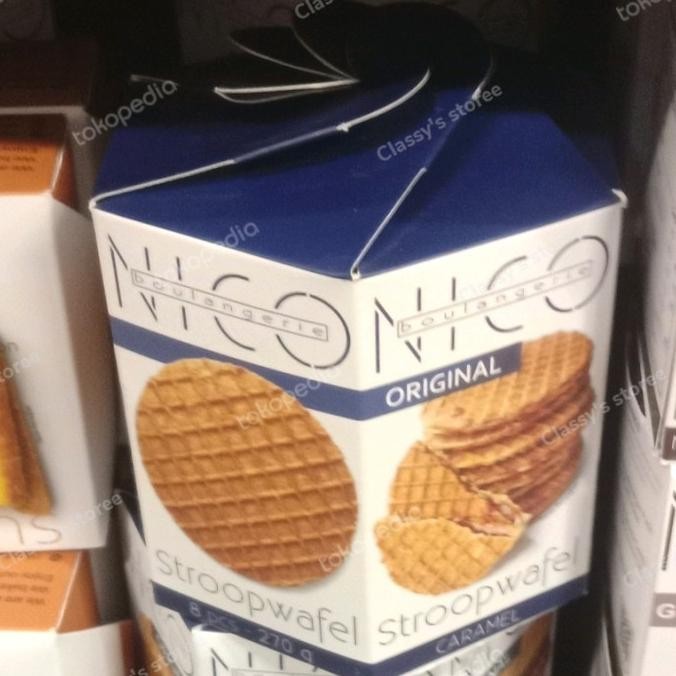 NICO
boulangerie
NICO
boulangerie
ORIGINAL
Stroopwafel
8 PCS - 270 g
Stroopwafel
CARAMEL
tokopedia
Classy's storee